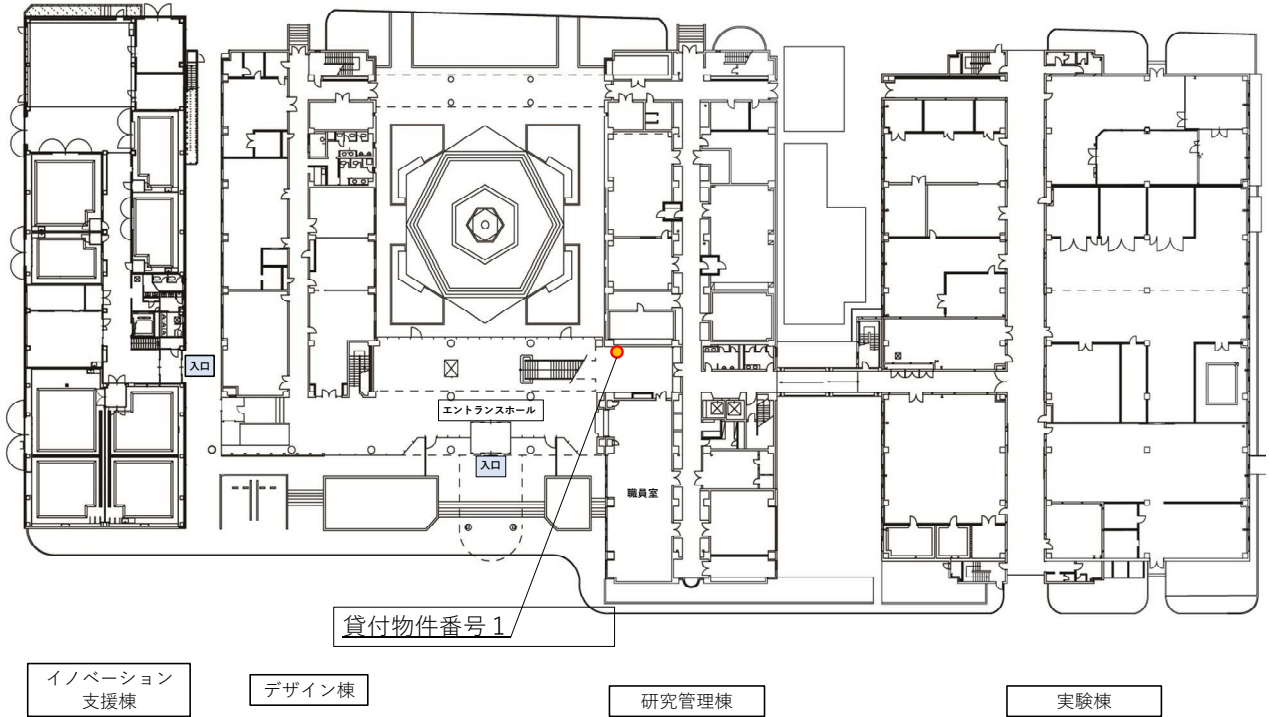 入口
エントランスホール
入口
職員室
貸付物件番号１
イノベーション
支援棟
デザイン棟
研究管理棟
実験棟